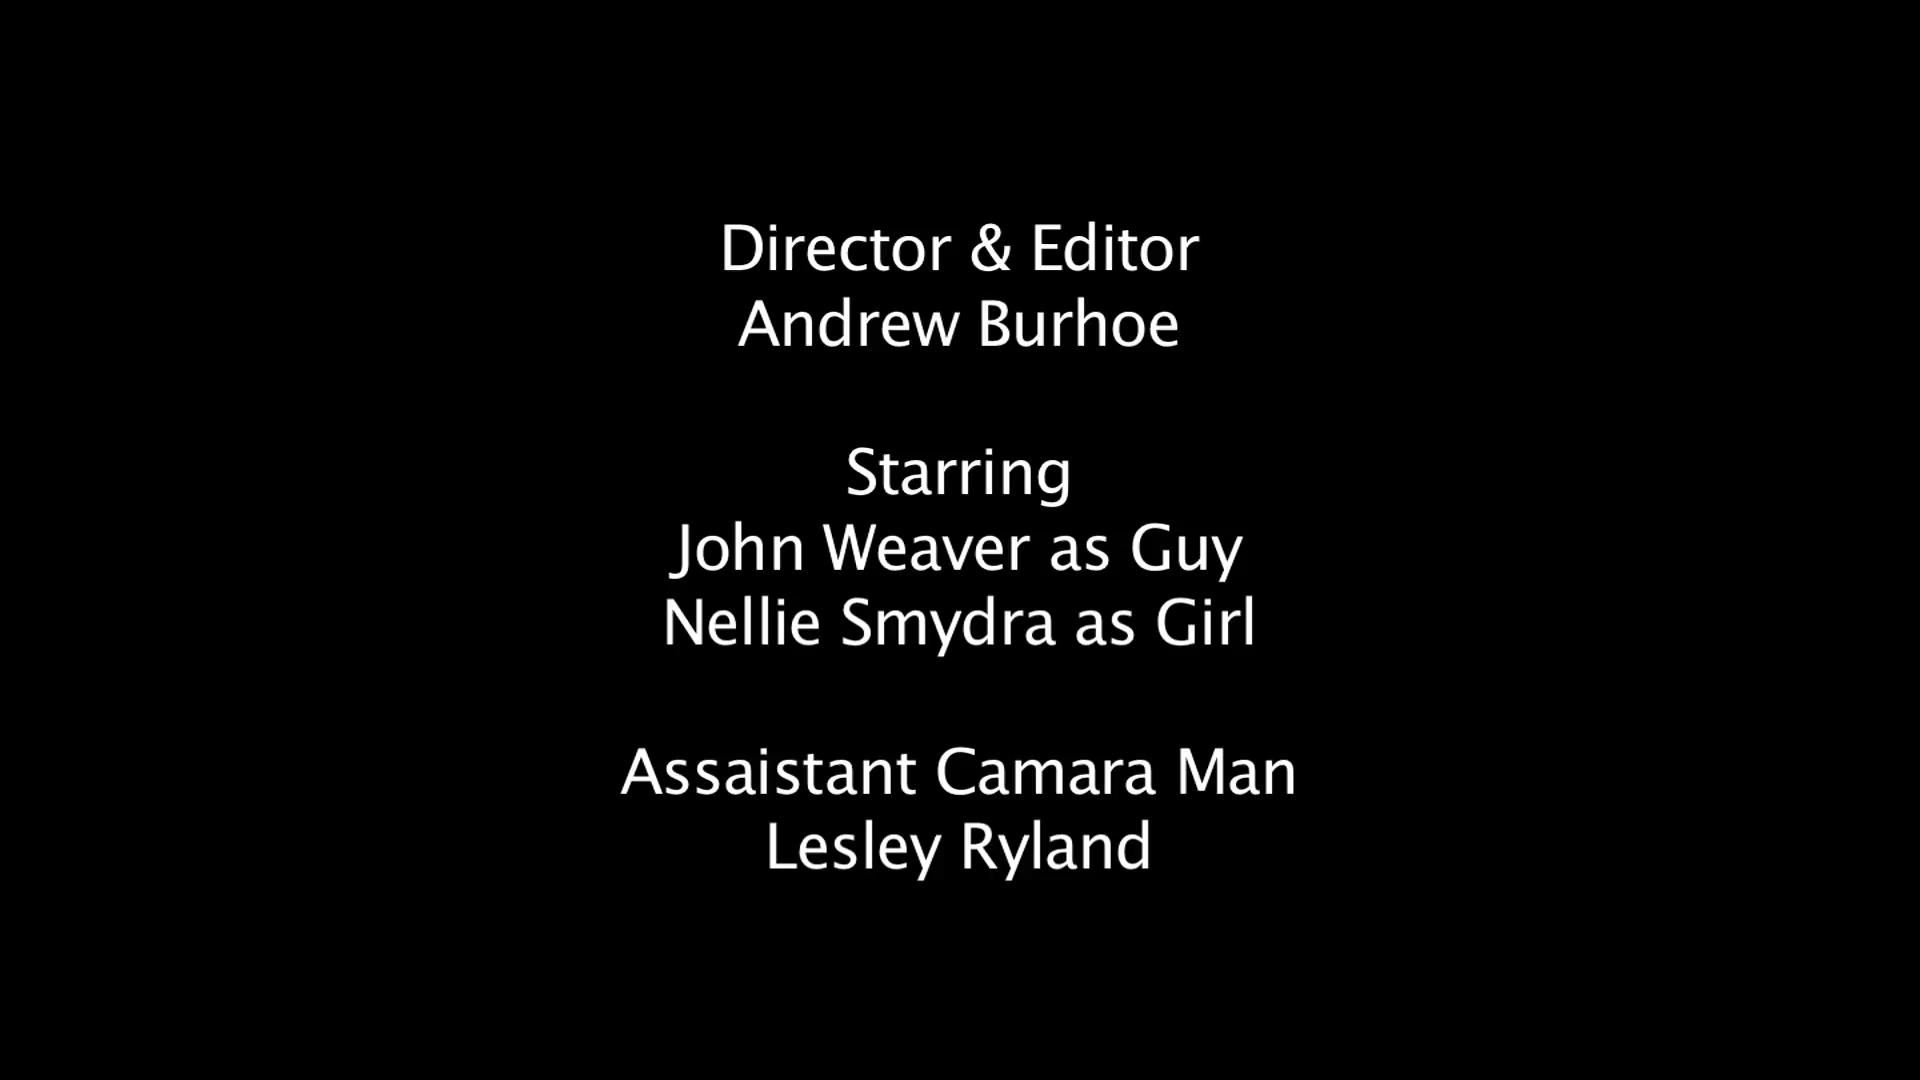 Director & Editor
Andrew Burhoe
Starring
John Weaver as Guy
Nellie Smydra as Girl
Assaistant Camara Man
Lesley Ryland